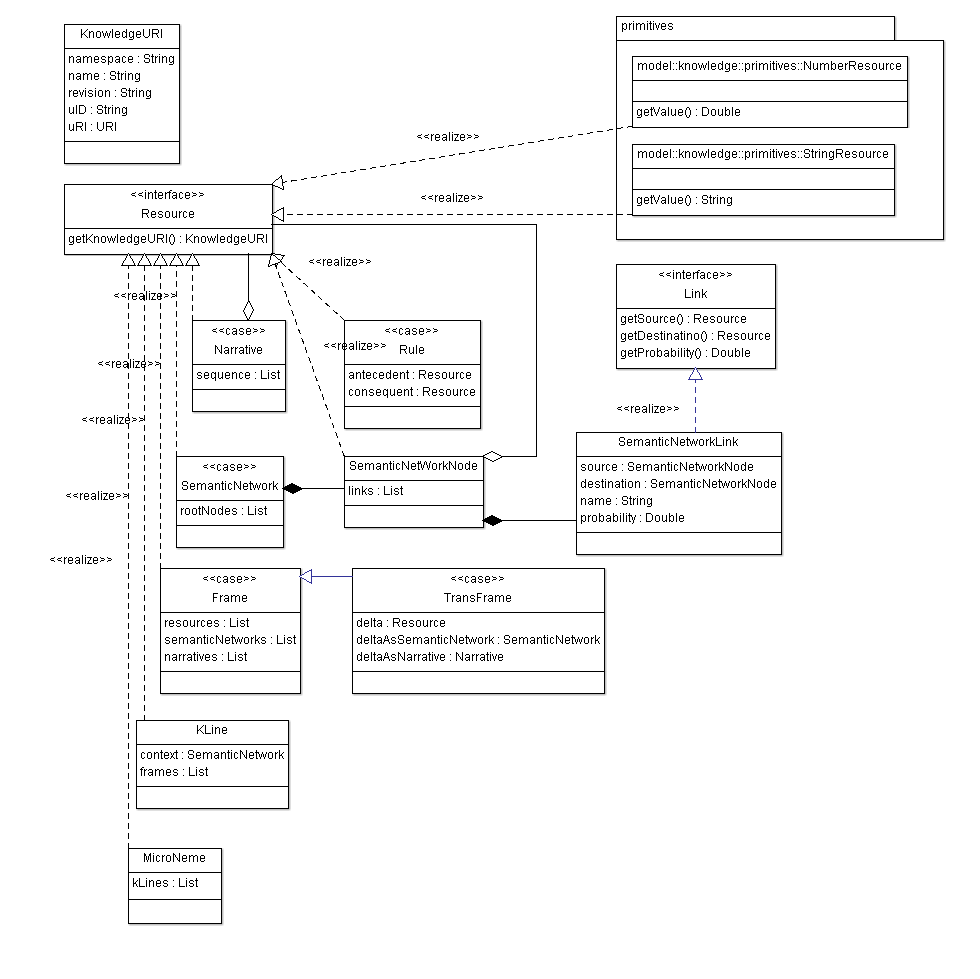 KnowledgeURI
namespace : String
name : String
revision : String
uID : String
uRI : URI
primitives
model::knowledge::primitives::NumberResource
getValue() : Double
model::knowledge::primitives::StringResource
getValue() : String
<<realize>>
<<realize>>
<<interface>>
Resource
getKnowledgeURI() : KnowledgeURI
<<realize>>
<<realize>>
<<interface>>
Link
getSource() : Resource
getDestinatino() : Resource
getProbability() : Double
<<case>>
Narrative
sequence : List
<<case>>
<<realize>>
Rule
antecedent : Resource
consequent : Resource
<<realize>>
<<realize>>
<<realize>>
<<case>>
SemanticNetwork
rootNodes : List
SemanticNetWorkNode
links : List
SemanticNetworkLink
source : SemanticNetworkNode
destination : SemanticNetworkNode
name : String
probability : Double
<<realize>>
<<realize>>
<<case>>
Frame
resources : List
semanticNetworks : List
narratives : List
<<case>>
TransFrame
delta : Resource
deltaAsSemanticNetwork : SemanticNetwork
deltaAsNarrative : Narrative
KLine
context : SemanticNetwork
frames : List
MicroNeme
kLines : List